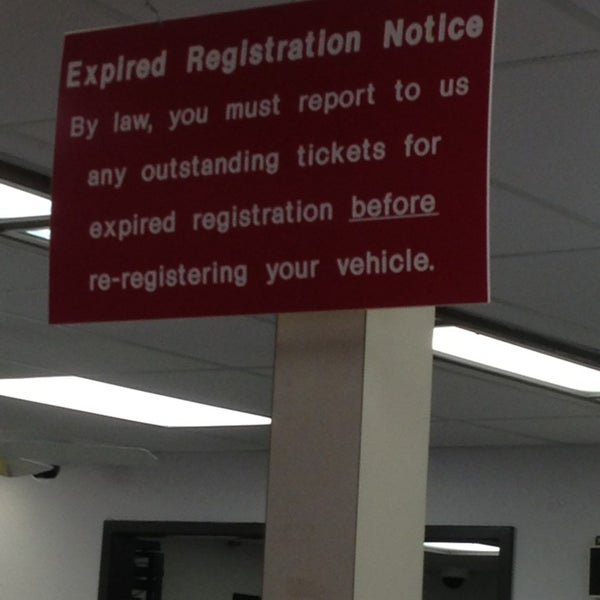 Expired Registration Notice
By law, you must report to us
any outstanding tickets for
expired registration before
re-registering your vehicle.